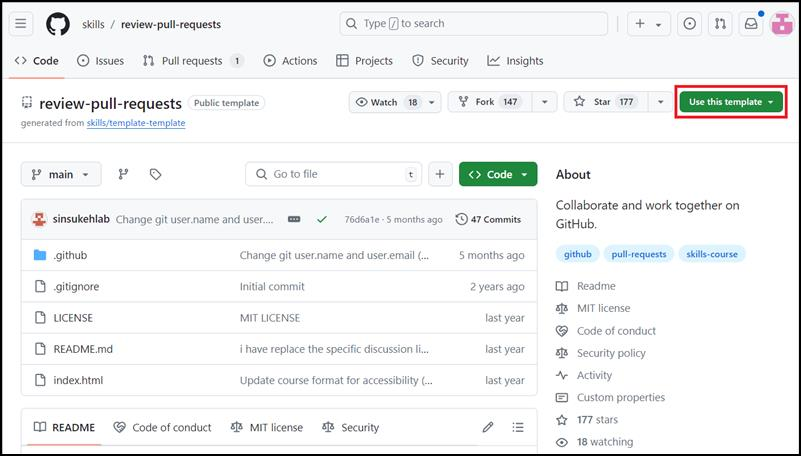 skills / review-pull-requests Type / to search
Code Issues Pull requests 1 Actions Projects Security Insights
review-pull-requests Public template Watch 18 Fork 147 Star 177 Use this template
generated from skills/template-template
main Go to file t Code
sinsukehlab Change git user.name and user.... 76d6a1e · 5 months ago 47 Commits
.github Change git user.name and user.email (... 5 months ago
.gitignore Initial commit 2 years ago
LICENSE MIT LICENSE last year
README.md i have replace the specific discussion li... last year
index.html Update course format for accessibility (... last year
README Code of conduct MIT license Security
About
Collaborate and work together on
GitHub.
github pull-requests skills-course
Readme
MIT license
Code of conduct
Security policy
Activity
Custom properties
177 stars
18 watching